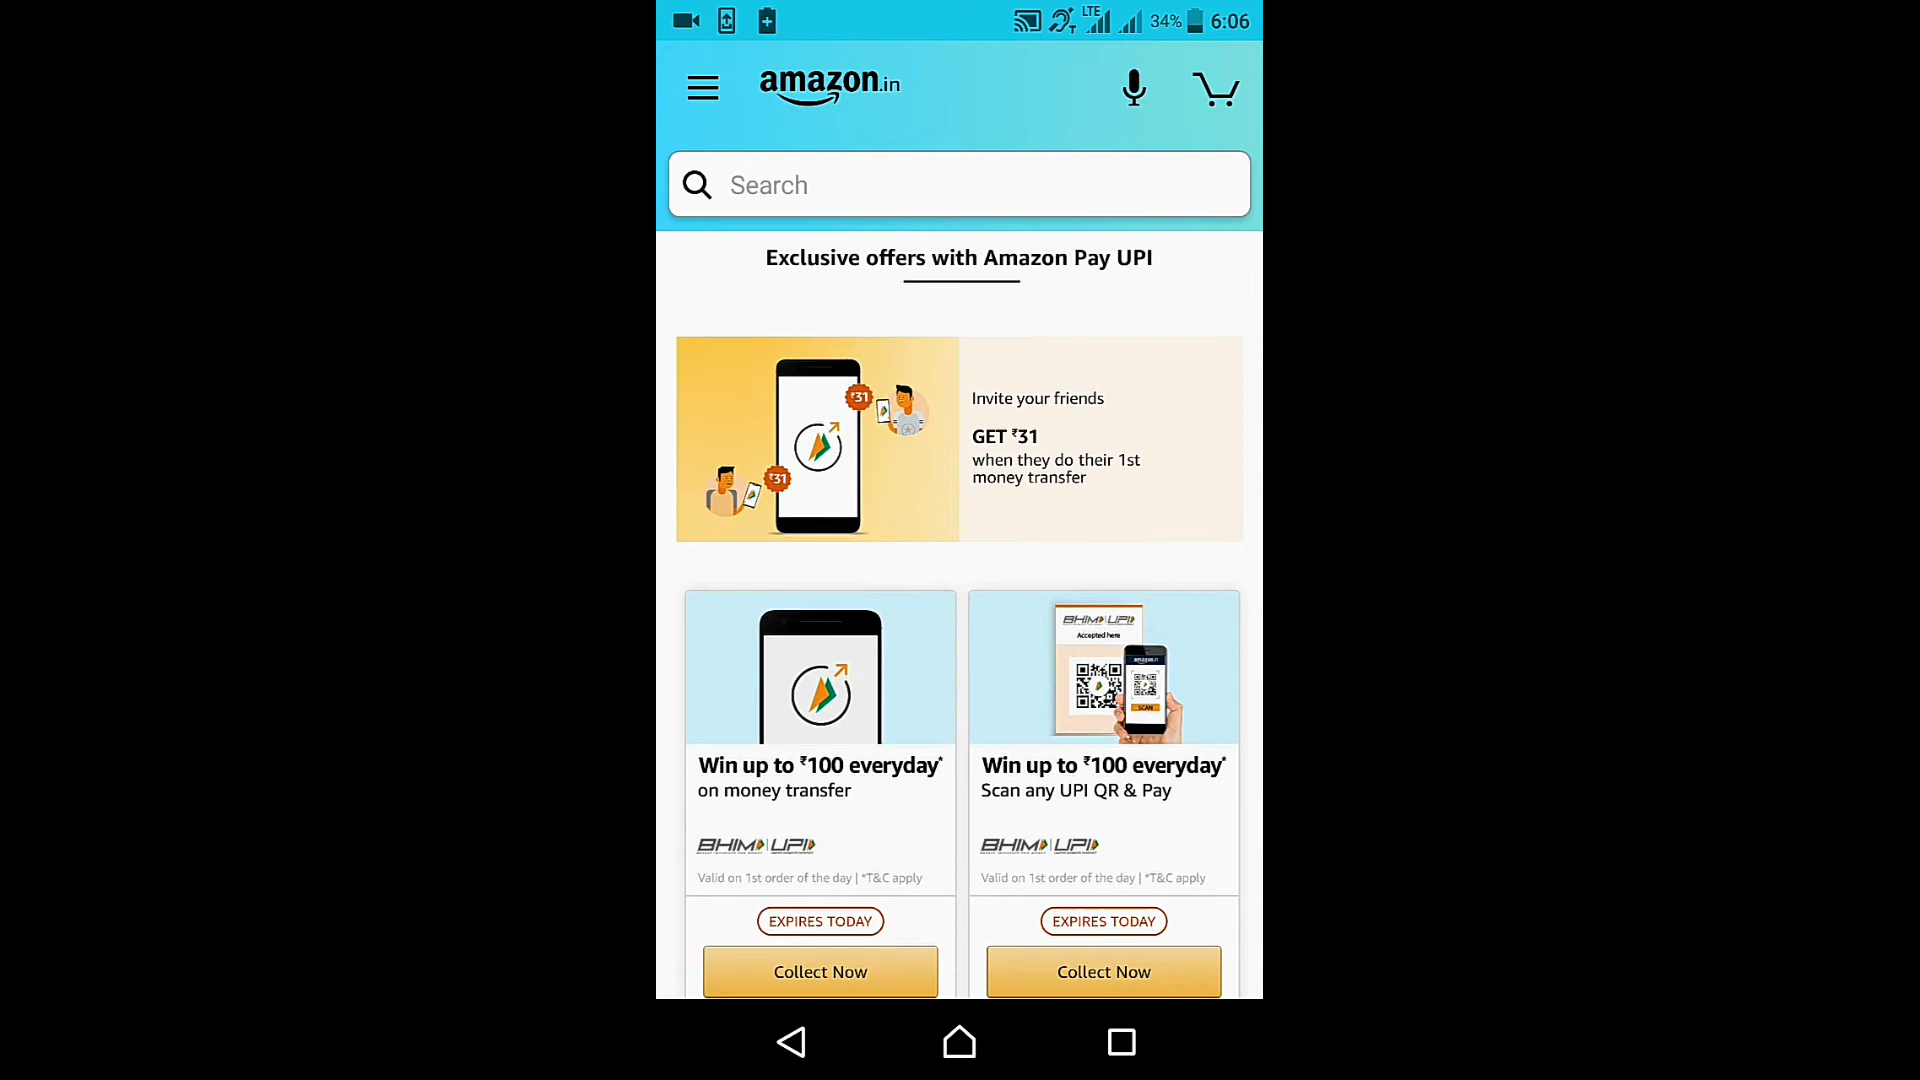 LTE
34%
6:06
amazon.in
Search
Exclusive offers with Amazon Pay UPI
₹31
₹31
Invite your friends
GET ₹31
when they do their 1st
money transfer
BHIM UPI
Accepted here
amazon.in
SCAN
Win up to ₹100 everyday*
on money transfer
BHIM UPI
Valid on 1st order of the day | *T&C apply
EXPIRES TODAY
Collect Now
Win up to ₹100 everyday*
Scan any UPI QR & Pay
BHIM UPI
Valid on 1st order of the day | *T&C apply
EXPIRES TODAY
Collect Now